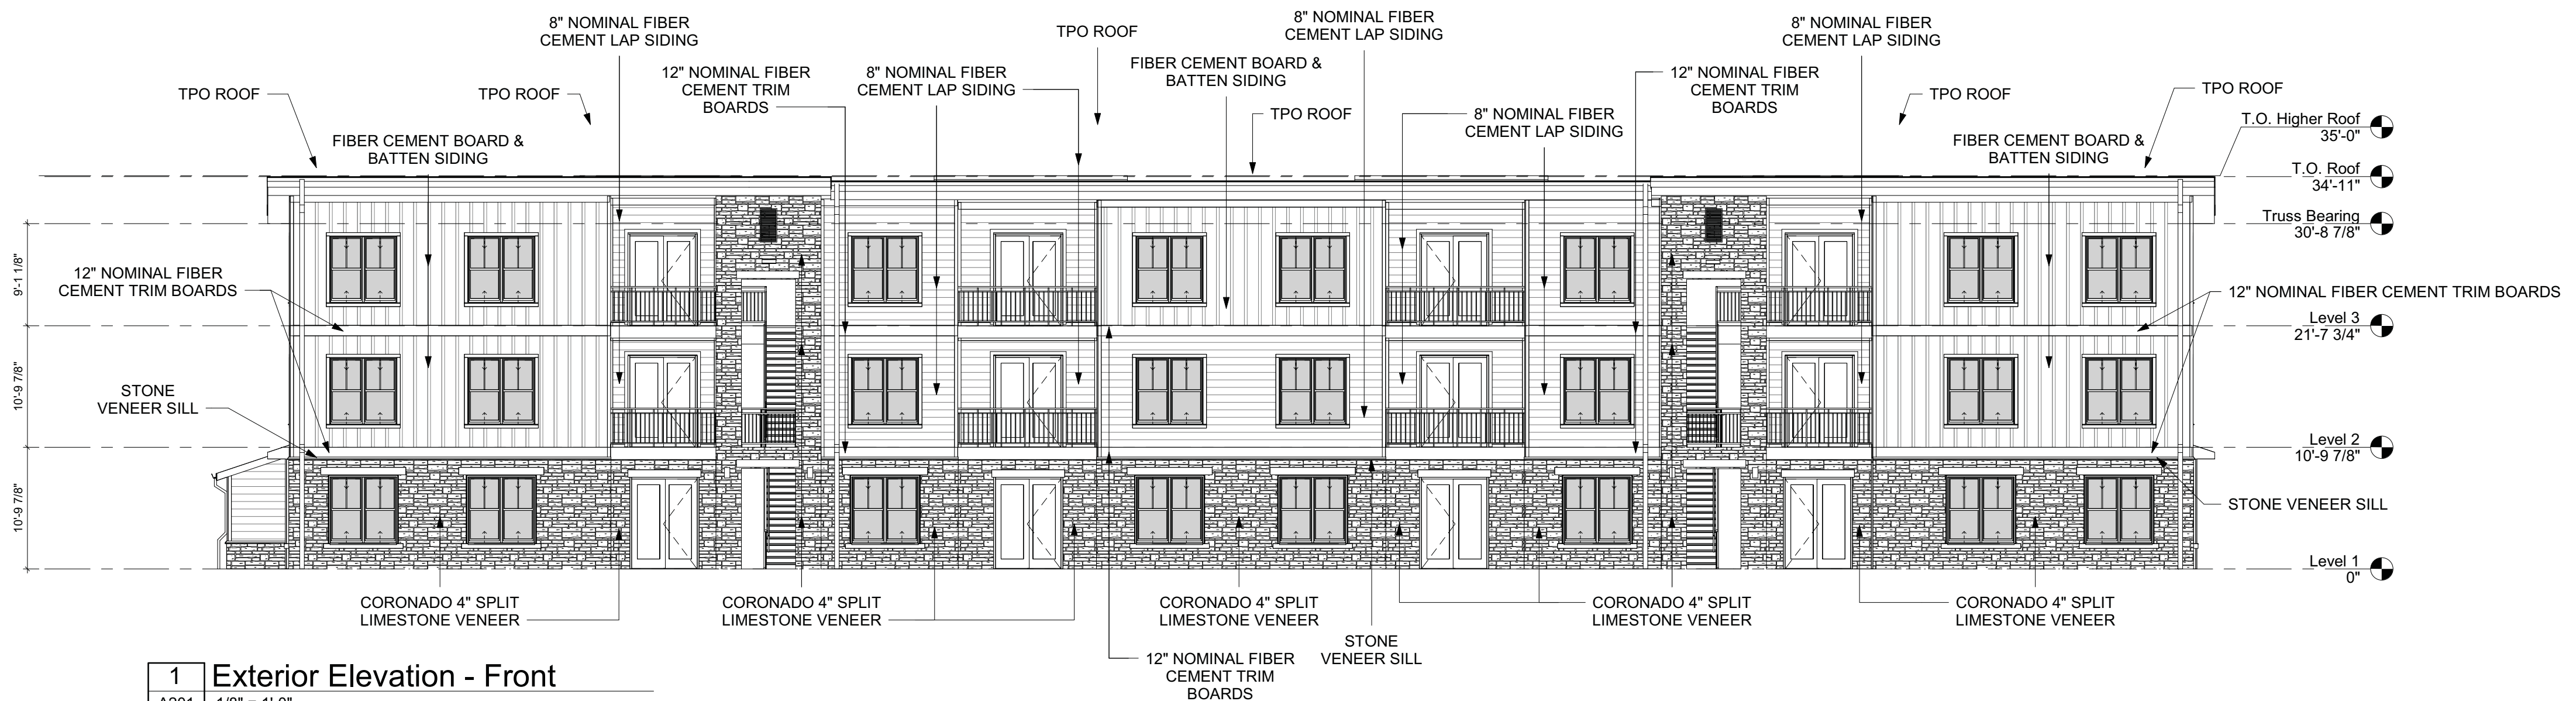 8" NOMINAL FIBER
CEMENT LAP SIDING
TPO ROOF
8" NOMINAL FIBER
CEMENT LAP SIDING
8" NOMINAL FIBER
CEMENT LAP SIDING
TPO ROOF
TPO ROOF
12" NOMINAL FIBER
CEMENT TRIM
BOARDS
8" NOMINAL FIBER
CEMENT LAP SIDING
FIBER CEMENT BOARD &
BATTEN SIDING
TPO ROOF
8" NOMINAL FIBER
CEMENT LAP SIDING
12" NOMINAL FIBER
CEMENT TRIM
BOARDS
TPO ROOF
TPO ROOF
FIBER CEMENT BOARD &
BATTEN SIDING
FIBER CEMENT BOARD &
BATTEN SIDING
T.O. Higher Roof
35'-0"
T.O. Roof
34'-11"
Truss Bearing
30'-8 7/8"
9'-1 1/8"
12" NOMINAL FIBER
CEMENT TRIM BOARDS
12" NOMINAL FIBER CEMENT TRIM BOARDS
Level 3
21'-7 3/4"
10'-9 7/8"
STONE
VENEER SILL
Level 2
10'-9 7/8"
10'-9 7/8"
STONE VENEER SILL
Level 1
0"
CORONADO 4" SPLIT
LIMESTONE VENEER
CORONADO 4" SPLIT
LIMESTONE VENEER
CORONADO 4" SPLIT
LIMESTONE VENEER
CORONADO 4" SPLIT
LIMESTONE VENEER
CORONADO 4" SPLIT
LIMESTONE VENEER
STONE
VENEER SILL
12" NOMINAL FIBER
CEMENT TRIM
BOARDS
1
Exterior Elevation - Front